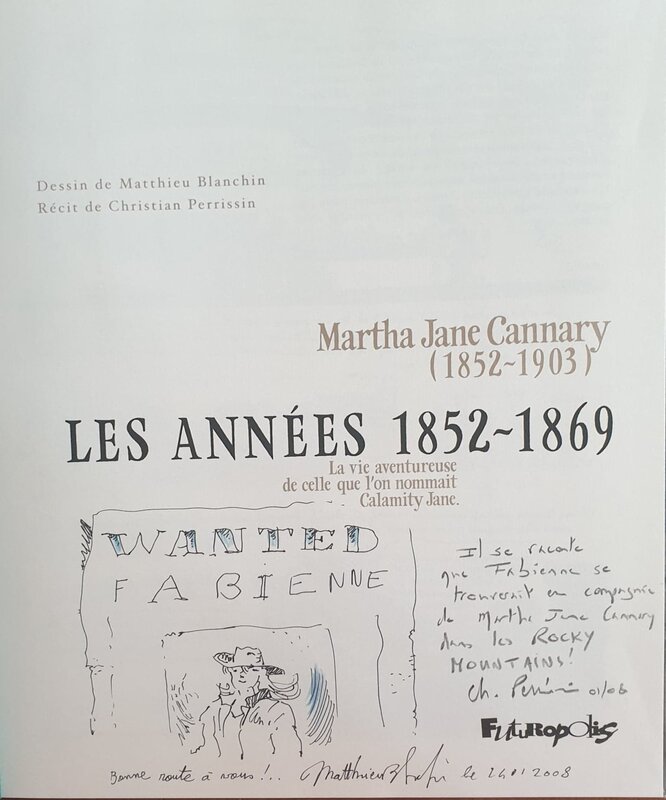 Dessin de Matthieu Blanchin
Récit de Christian Perrissin
Martha Jane Cannary
(1852~1903)
LES ANNÉES 1852~1869
La vie aventureuse
de celle que l'on nommait
Calamity Jane.
WANTED
FABIENNE
Il se raconte
que Fabienne se
trouverait en compagnie
de Martha Jane Cannary
dans les ROCKY
MOUNTAINS!
Ch. Perrissin 01/08
FUTUROPOLIS
Bonne route à vous !.. Matthieu Blanchin le 26 01 2008